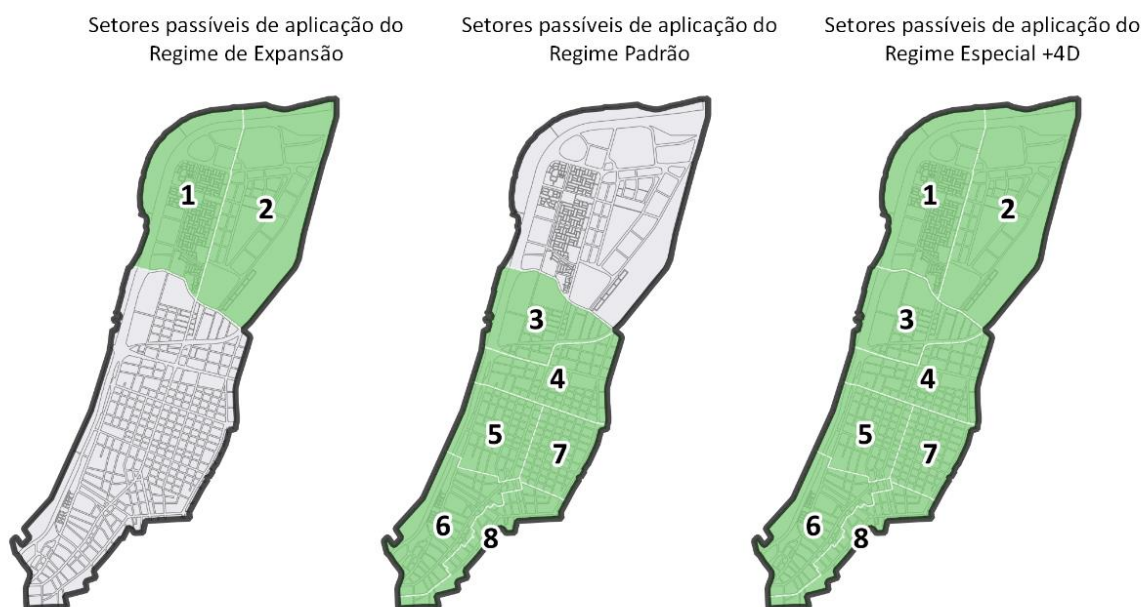 Setores passíveis de aplicação do
Regime de Expansão
Setores passíveis de aplicação do
Regime Padrão
Setores passíveis de aplicação do
Regime Especial +4D
1
2
3
4
5
7
6
8
1
2
3
4
5
7
6
8